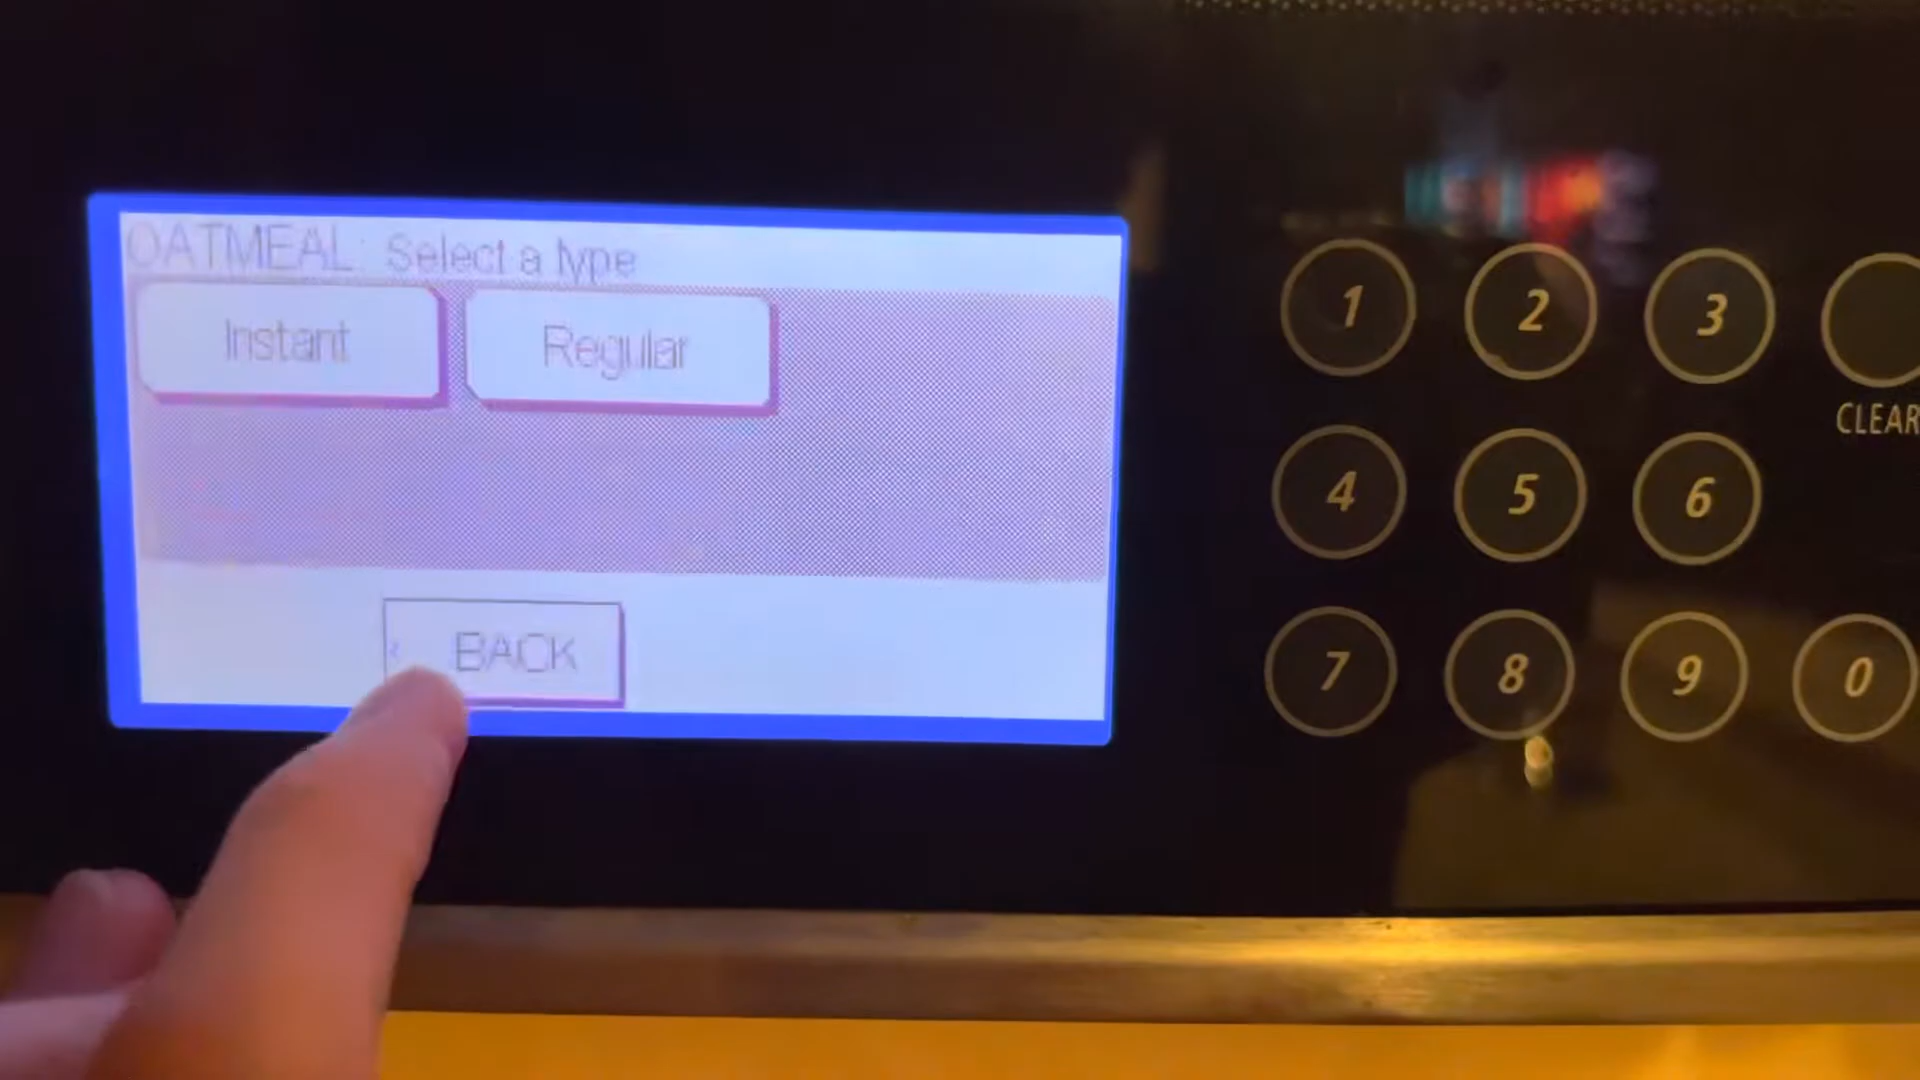 OATMEAL: Select a type
Instant Regular
BACK
1 2 3
CLEAR
4 5 6
7 8 9 0